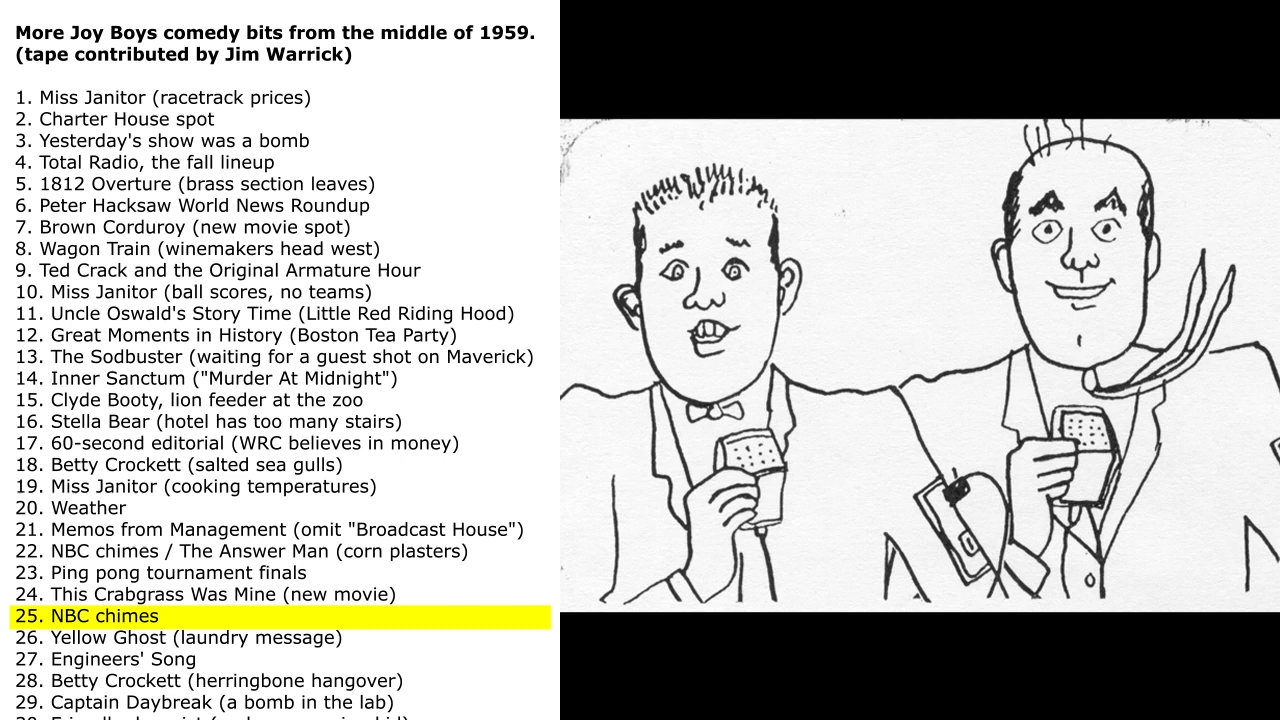 More Joy Boys comedy bits from the middle of 1959.
(tape contributed by Jim Warrick)
1. Miss Janitor (racetrack prices)
2. Charter House spot
3. Yesterday's show was a bomb
4. Total Radio, the fall lineup
5. 1812 Overture (brass section leaves)
6. Peter Hacksaw World News Roundup
7. Brown Corduroy (new movie spot)
8. Wagon Train (winemakers head west)
9. Ted Crack and the Original Armature Hour
10. Miss Janitor (ball scores, no teams)
11. Uncle Oswald's Story Time (Little Red Riding Hood)
12. Great Moments in History (Boston Tea Party)
13. The Sodbuster (waiting for a guest shot on Maverick)
14. Inner Sanctum ("Murder At Midnight")
15. Clyde Booty, lion feeder at the zoo
16. Stella Bear (hotel has too many stairs)
17. 60-second editorial (WRC believes in money)
18. Betty Crockett (salted sea gulls)
19. Miss Janitor (cooking temperatures)
20. Weather
21. Memos from Management (omit "Broadcast House")
22. NBC chimes / The Answer Man (corn plasters)
23. Ping pong tournament finals
24. This Crabgrass Was Mine (new movie)
25. NBC chimes
26. Yellow Ghost (laundry message)
27. Engineers' Song
28. Betty Crockett (herringbone hangover)
29. Captain Daybreak (a bomb in the lab)